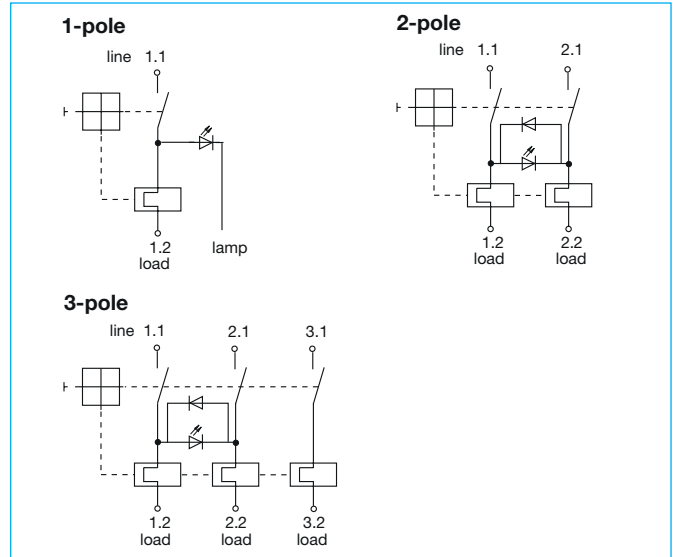 1-pole
line 1.1
lamp
1.2
load
2-pole
line 1.1 2.1
1.2 2.2
load load
3-pole
line 1.1 2.1 3.1
1.2 2.2 3.2
load load load